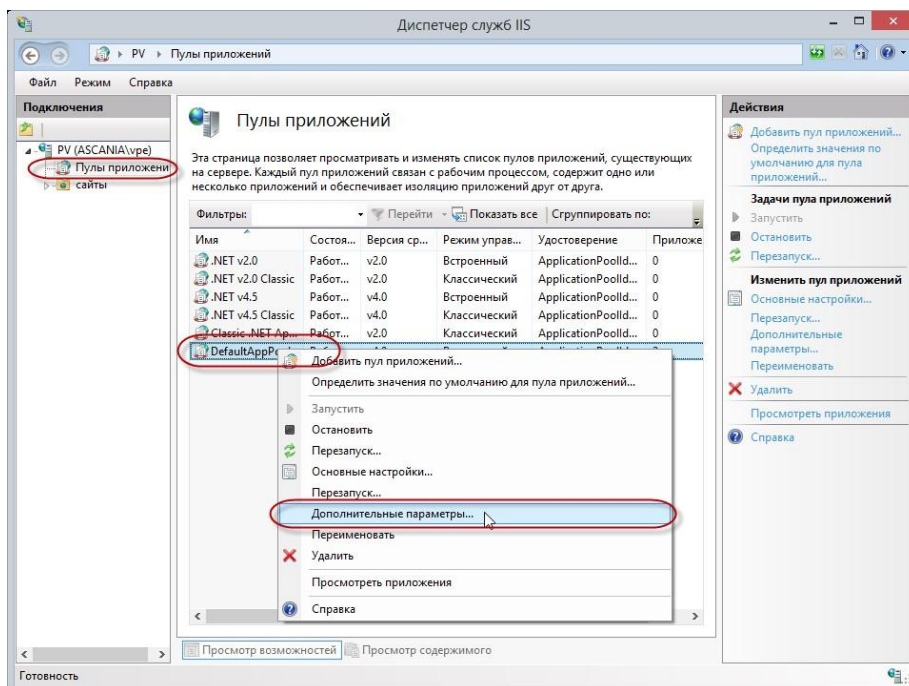 Диспетчер служб IIS
PV
Пулы приложений
Файл Режим Справка
Подключения
PV (ASCANIA\vpe)
Пулы приложени
сайты
Пулы приложений
Эта страница позволяет просматривать и изменять список пулов приложений, существующих
на сервере. Каждый пул приложений связан с рабочим процессом, содержит одно или
несколько приложений и обеспечивает изоляцию приложений друг от друга.
Фильтры: Перейти Показать все Сгруппировать по:
Имя Состоя... Версия ср... Режим управ... Удостоверение Приложе
.NET v2.0 Работ... v2.0 Встроенный ApplicationPoolId... 0
.NET v2.0 Classic Работ... v2.0 Классический ApplicationPoolId... 0
.NET v4.5 Работ... v4.0 Встроенный ApplicationPoolId... 0
.NET v4.5 Classic Работ... v4.0 Классический ApplicationPoolId... 0
Classic .NET Ap... Работ... v2.0 Классический ApplicationPoolId... 0
Добавить пул приложений...
Определить значения по умолчанию для пула приложений...
Запустить
Остановить
Перезапуск...
Основные настройки...
Перезапуск...
Дополнительные параметры...
Переименовать
Удалить
Просмотреть приложения
Справка
Просмотр возможностей Просмотр содержимого
Действия
Добавить пул приложений...
Определить значения по
умолчанию для пула
приложений...
Задачи пула приложений
Запустить
Остановить
Перезапуск...
Изменить пул приложений
Основные настройки...
Перезапуск...
Дополнительные
параметры...
Переименовать
Удалить
Просмотреть приложения
Справка
Готовность